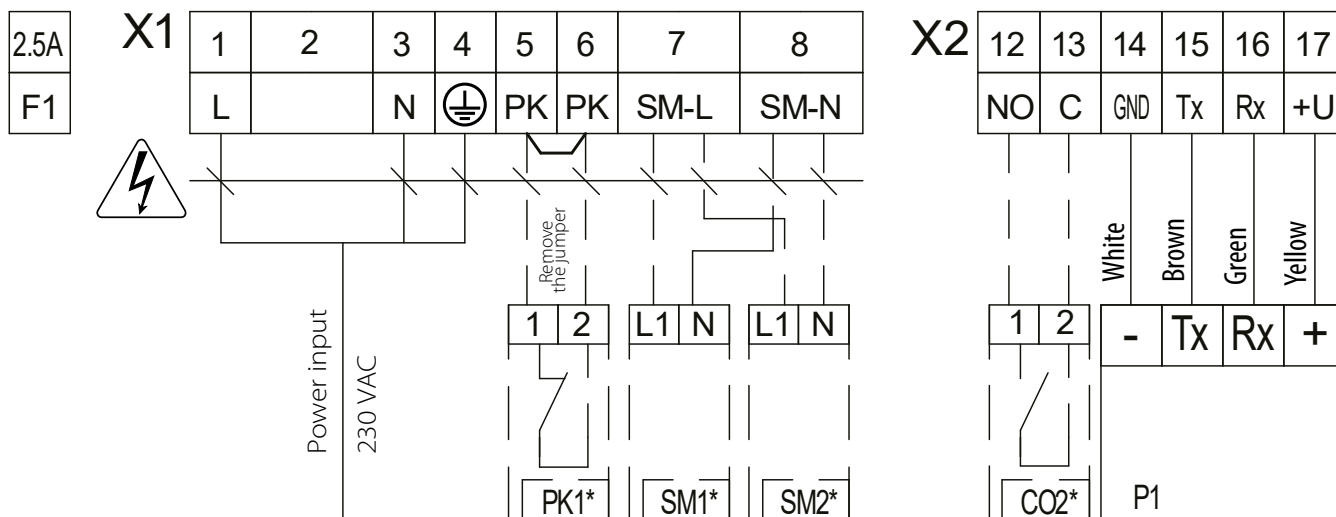 2.5A X1 1 2 3 4 5 6 7 8 X2 12 13 14 15 16 17
F1 L N PK PK SM-L SM-N NO C GND Tx Rx +U
Remove
the jumper
White Brown Green Yellow
1 2 L1 N L1 N 1 2 - Tx Rx +
Power input
230 VAC
PK1* SM1* SM2* CO2* P1